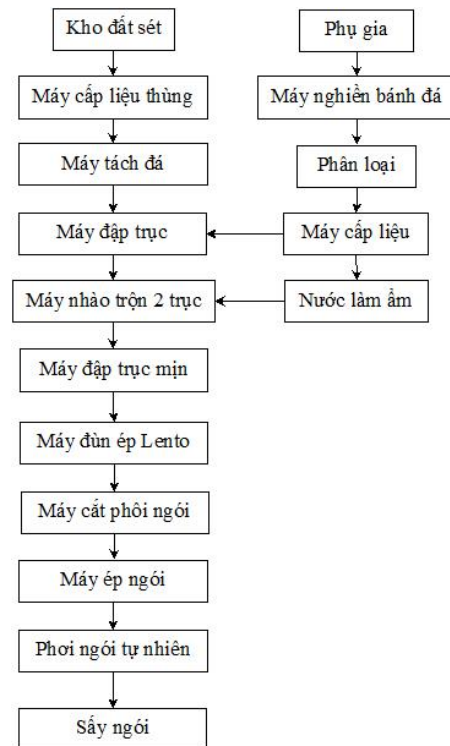 Kho đất sét
Phụ gia
Máy cấp liệu thùng
Máy nghiền bánh đá
Máy tách đá
Phân loại
Máy đập trục
Máy cấp liệu
Máy nhào trộn 2 trục
Nước làm ẩm
Máy đập trục mịn
Máy đùn ép Lento
Máy cắt phôi ngói
Máy ép ngói
Phơi ngói tự nhiên
Sấy ngói